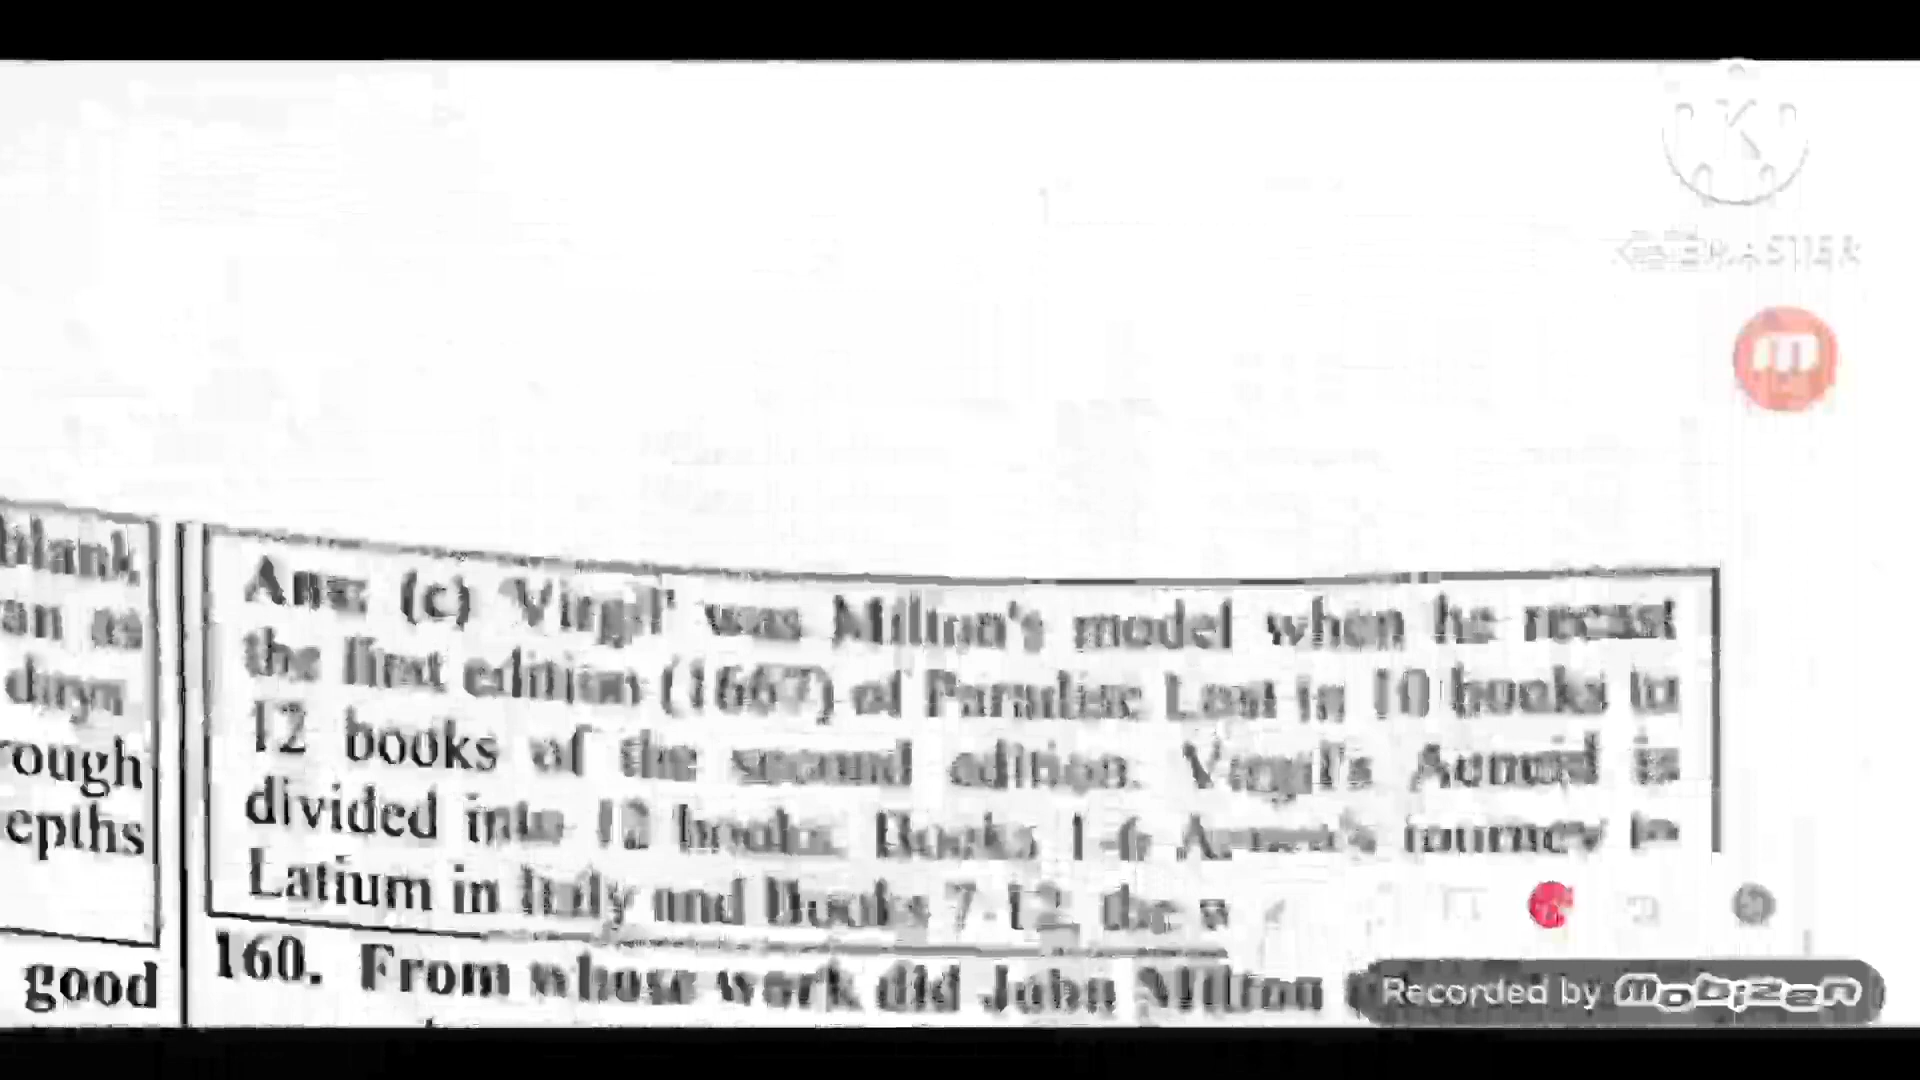 KINEMASTER
blank
an as
days
rough
epths
good
Ans: (c) 'Virgil' was Milton's model when he recast
the first edition (1667) of Paradise Lost in 10 books to
12 books of the second edition. Virgil's Aeneid is
divided into 12 books. Books 1-6 Aeneas's journey to
Latium in Italy and Books 7-12, the w
160. From whose work did John Milton
Recorded by mobizen